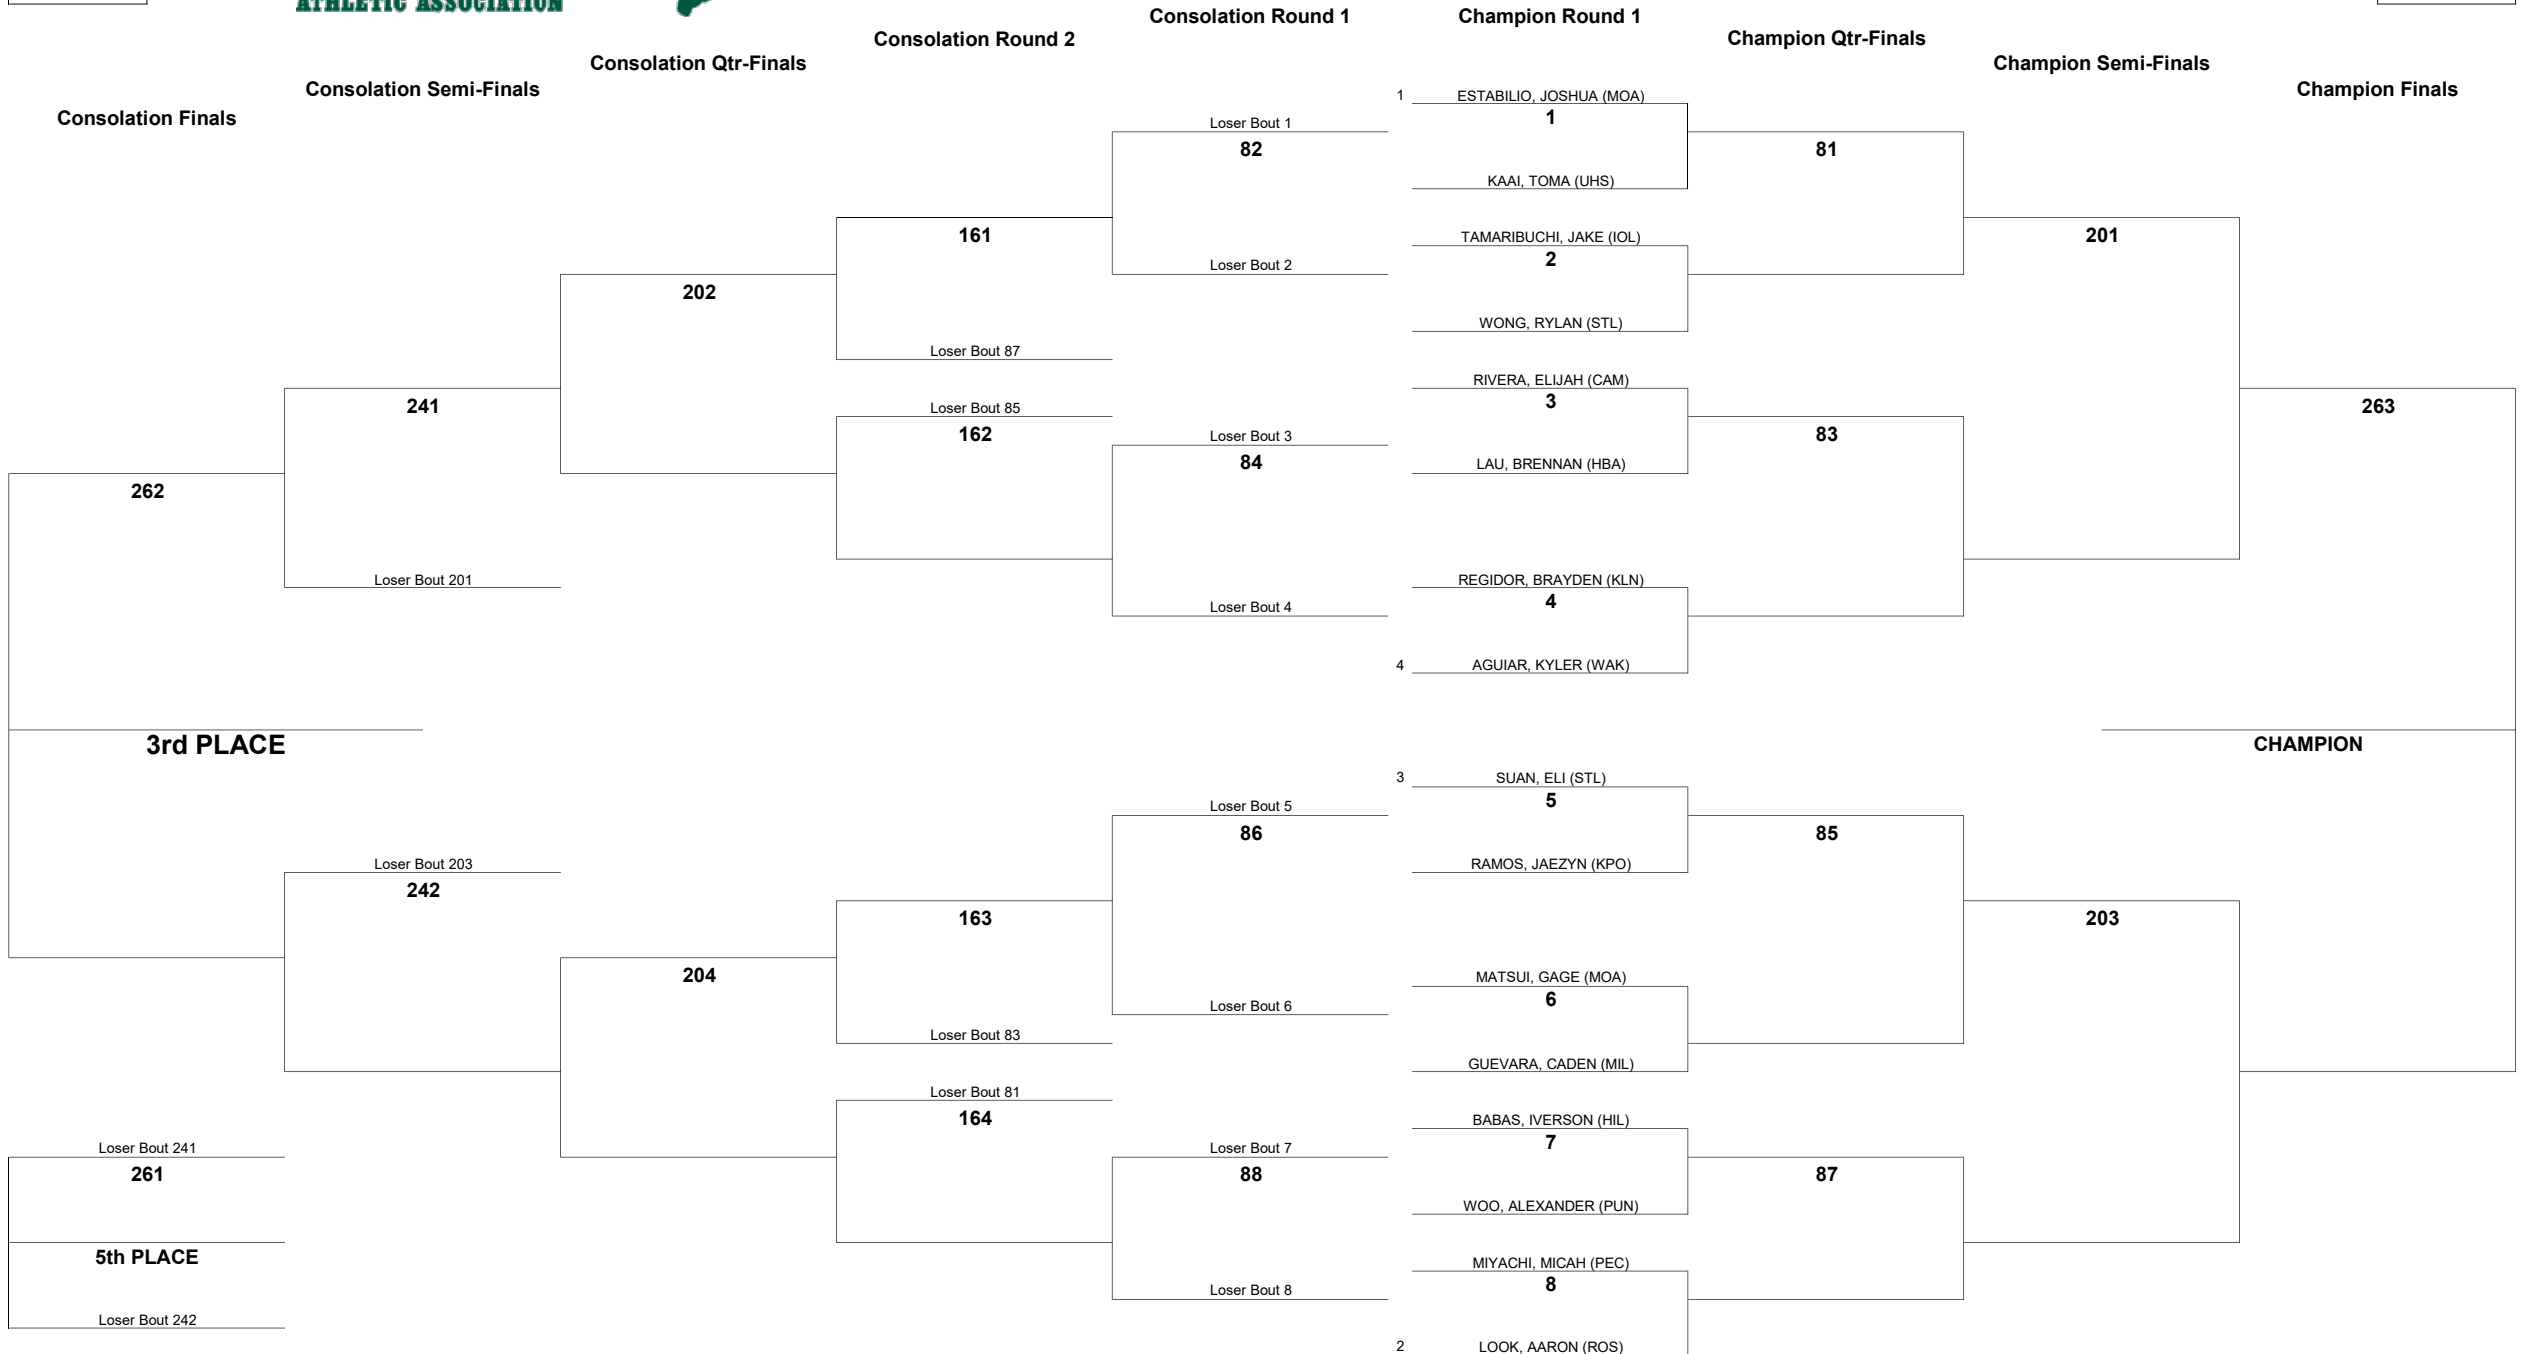 ATHLETIC ASSOCIATION
Consolation Round 1
Champion Round 1
Consolation Round 2
Champion Qtr-Finals
Consolation Qtr-Finals
Champion Semi-Finals
Consolation Semi-Finals
Champion Finals
Consolation Finals
1 ESTABILIO, JOSHUA (MOA)
1
KAAI, TOMA (UHS)
TAMARIBUCHI, JAKE (IOL)
2
WONG, RYLAN (STL)
RIVERA, ELIJAH (CAM)
3
LAU, BRENNAN (HBA)
REGIDOR, BRAYDEN (KLN)
4
4 AGUIAR, KYLER (WAK)
3 SUAN, ELI (STL)
5
RAMOS, JAEZYN (KPO)
MATSUI, GAGE (MOA)
6
GUEVARA, CADEN (MIL)
BABAS, IVERSON (HIL)
7
WOO, ALEXANDER (PUN)
MIYACHI, MICAH (PEC)
8
2 LOOK, AARON (ROS)
81
83
85
87
201
203
263
CHAMPION
Loser Bout 1
82
Loser Bout 2
Loser Bout 3
84
Loser Bout 4
Loser Bout 5
86
Loser Bout 6
Loser Bout 7
88
Loser Bout 8
161
Loser Bout 87
Loser Bout 85
162
163
Loser Bout 83
Loser Bout 81
164
202
204
241
Loser Bout 201
Loser Bout 203
242
262
3rd PLACE
Loser Bout 241
261
5th PLACE
Loser Bout 242